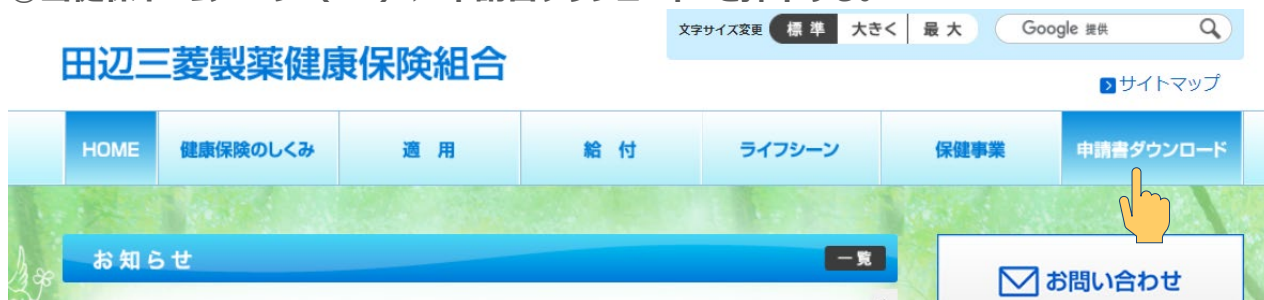 文字サイズ変更 標準 大きく 最大 Google 提供
田辺三菱製薬健康保険組合
サイトマップ
HOME 健康保険のしくみ 適用 給付 ライフシーン 保健事業 申請書ダウンロード
お知らせ 一覧
お問い合わせ